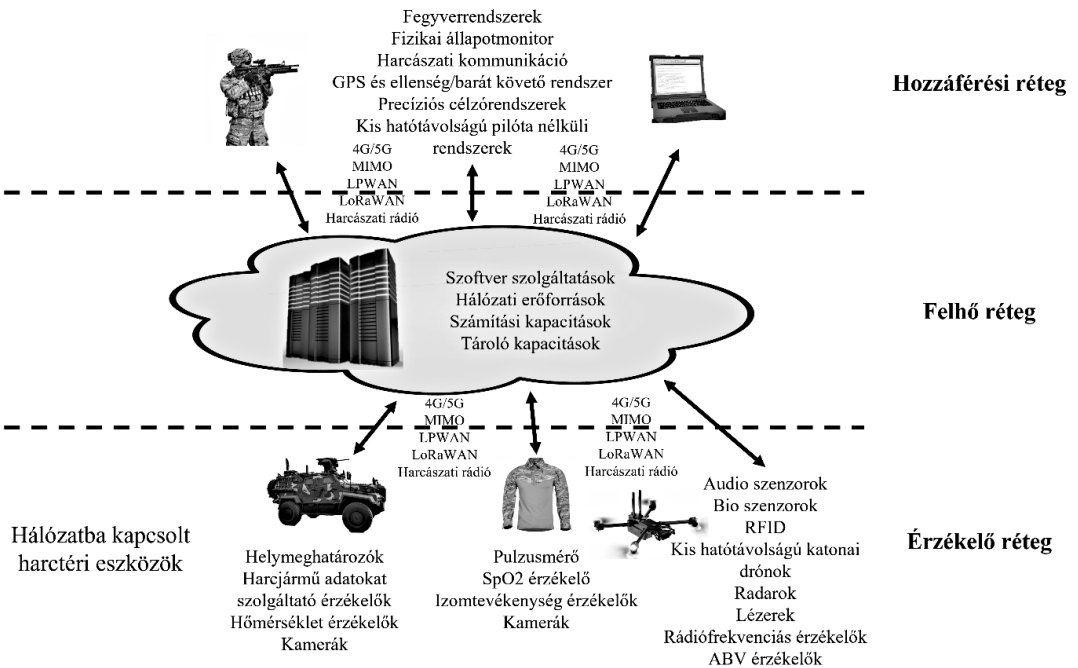 Fegyverrendszerek
Fizikai állapotmonitor
Harcászati kommunikáció
GPS és ellenség/barát követő rendszer
Precíziós célzórendszerek
Kis hatótávolságú pilóta nélküli
rendszerek
Hozzáférési réteg
4G/5G
MIMO
LPWAN
LoRaWAN
Harcászati rádió
4G/5G
MIMO
LPWAN
LoRaWAN
Harcászati rádió
Szoftver szolgáltatások
Hálózati erőforrások
Számítási kapacitások
Tároló kapacitások
Felhő réteg
4G/5G
MIMO
LPWAN
LoRaWAN
Harcászati rádió
4G/5G
MIMO
LPWAN
LoRaWAN
Harcászati rádió
Hálózatba kapcsolt
harctéri eszközök
Helymeghatározók
Harcjármű adatokat
szolgáltató érzékelők
Hőmérséklet érzékelők
Kamerák
Pulzusmérő
SpO2 érzékelő
Izomtevékenység érzékelők
Kamerák
Audio szenzorok
Bio szenzorok
RFID
Kis hatótávolságú katonai
drónok
Radarok
Lézerek
Rádiófrekvenciás érzékelők
ABV érzékelők
Érzékelő réteg